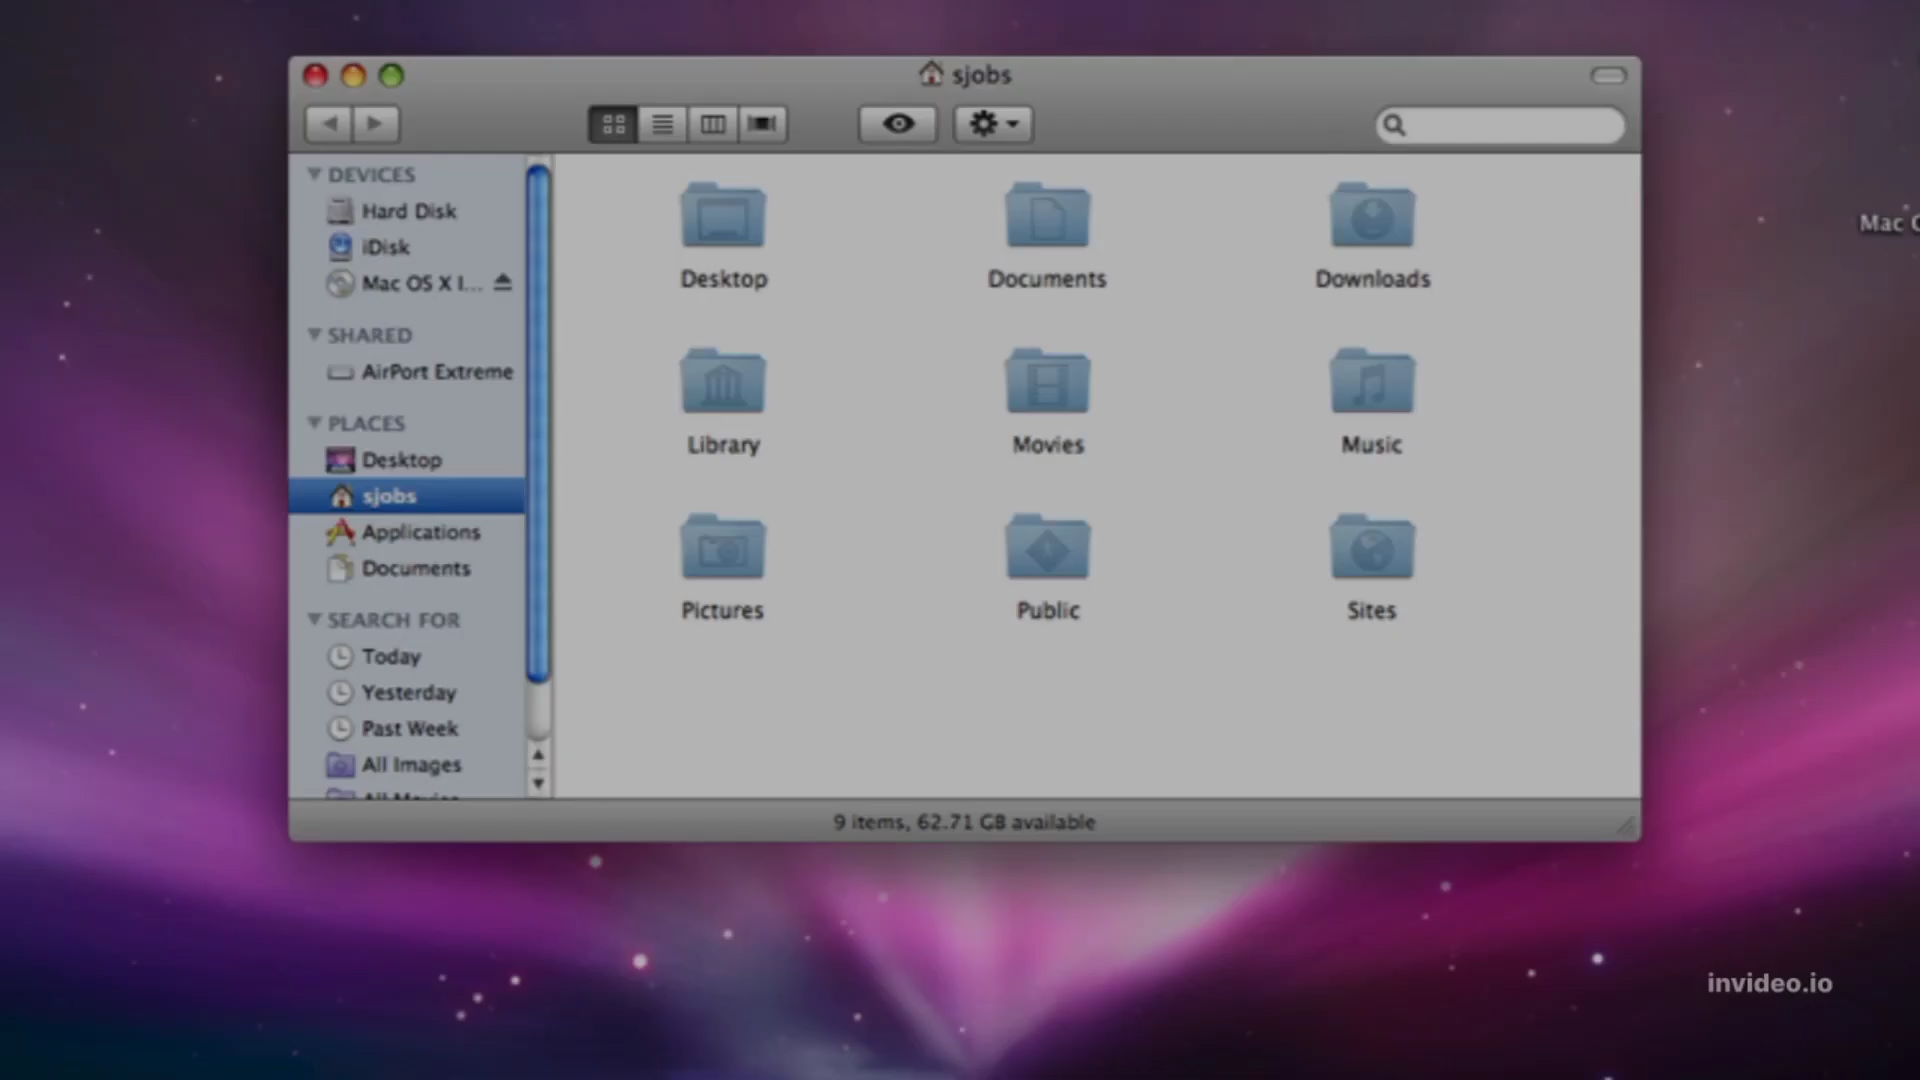 sjobs
DEVICES
Hard Disk
iDisk
Mac OS X I...
SHARED
AirPort Extreme
PLACES
Desktop
sjobs
Applications
Documents
SEARCH FOR
Today
Yesterday
Past Week
All Images
All Movies
Desktop
Documents
Downloads
Library
Movies
Music
Pictures
Public
Sites
9 items, 62.71 GB available
Mac
invideo.io